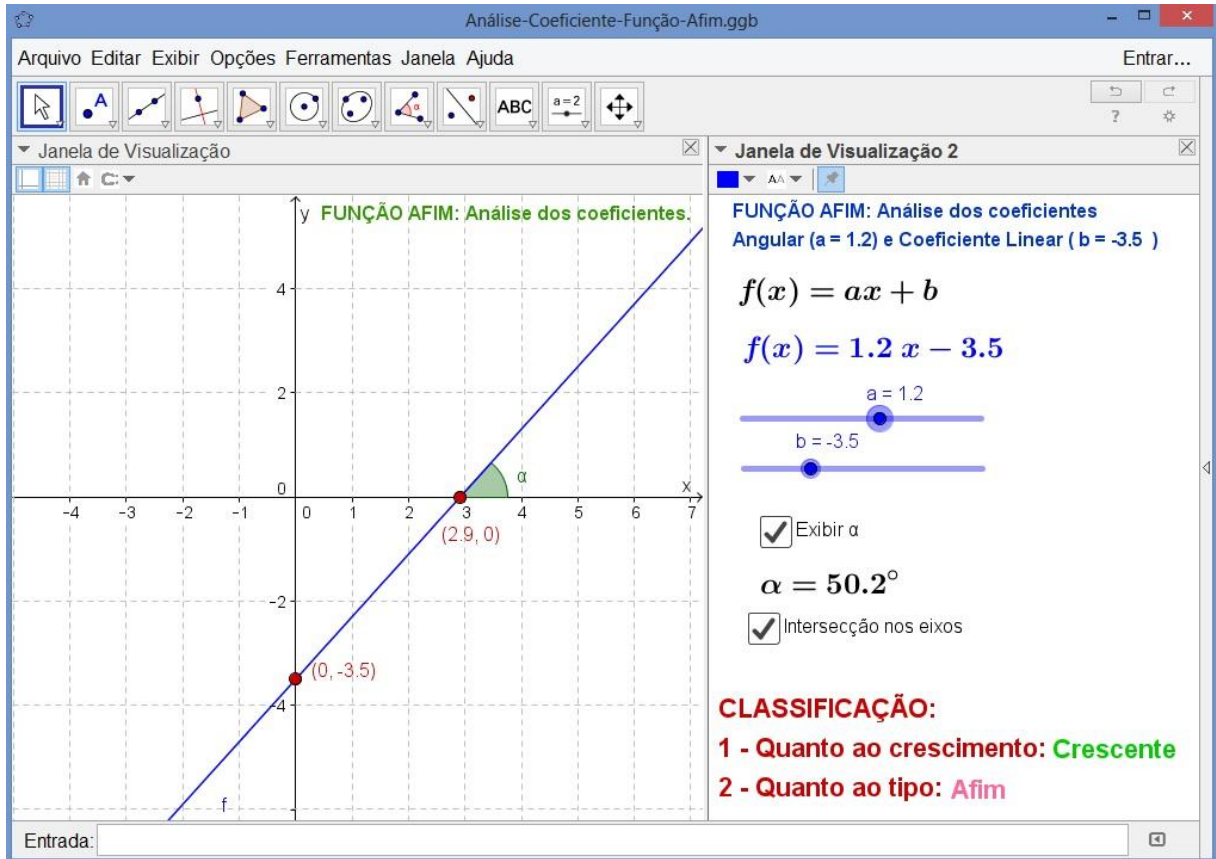 Análise-Coeficiente-Função-Afim.ggb
Arquivo Editar Exibir Opções Ferramentas Janela Ajuda
Entrar...
A
α
ABC
a=2
?
Janela de Visualização
Janela de Visualização 2
AA
y
FUNÇÃO AFIM: Análise dos coeficientes.
4
2
0
-4 -3 -2 -1 0 1 2 3 4 5 6 7
x
α
(2.9, 0)
-2
(0, -3.5)
-4
f
FUNÇÃO AFIM: Análise dos coeficientes
Angular (a = 1.2) e Coeficiente Linear ( b = -3.5 )
f(x) = ax + b
f(x) = 1.2 x − 3.5
a = 1.2
b = -3.5
Exibir α
α = 50.2°
Intersecção nos eixos
CLASSIFICAÇÃO:
1 - Quanto ao crescimento: Crescente
2 - Quanto ao tipo: Afim
Entrada: